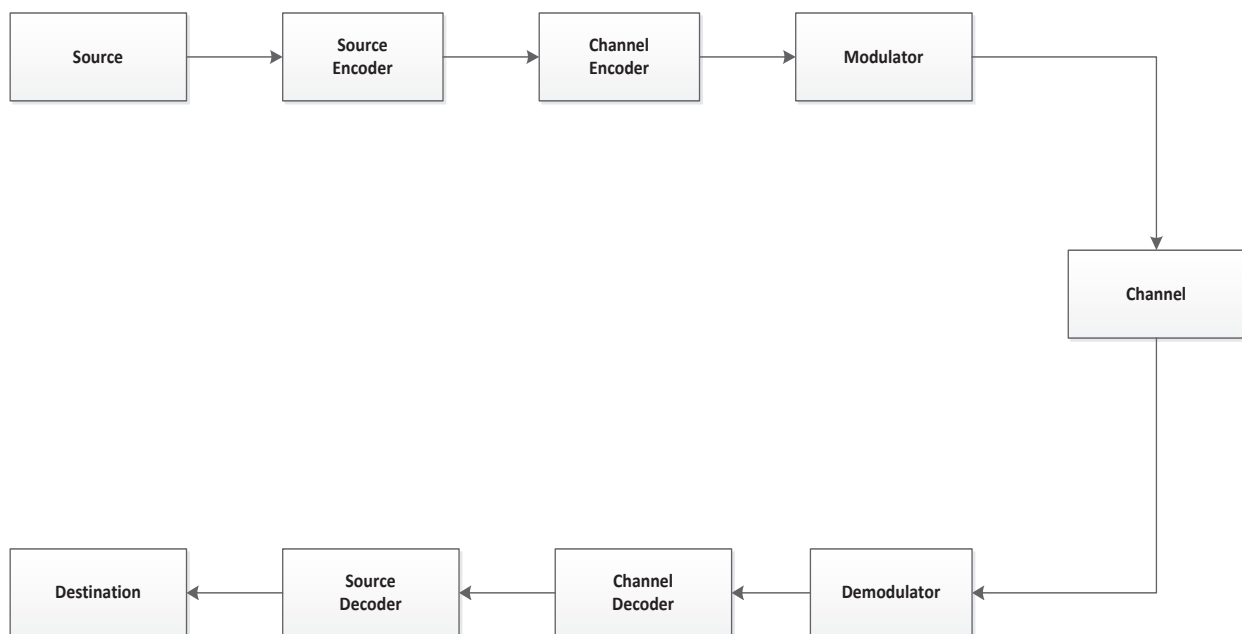 Source
Source
Encoder
Channel
Encoder
Modulator
Channel
Destination
Source
Decoder
Channel
Decoder
Demodulator